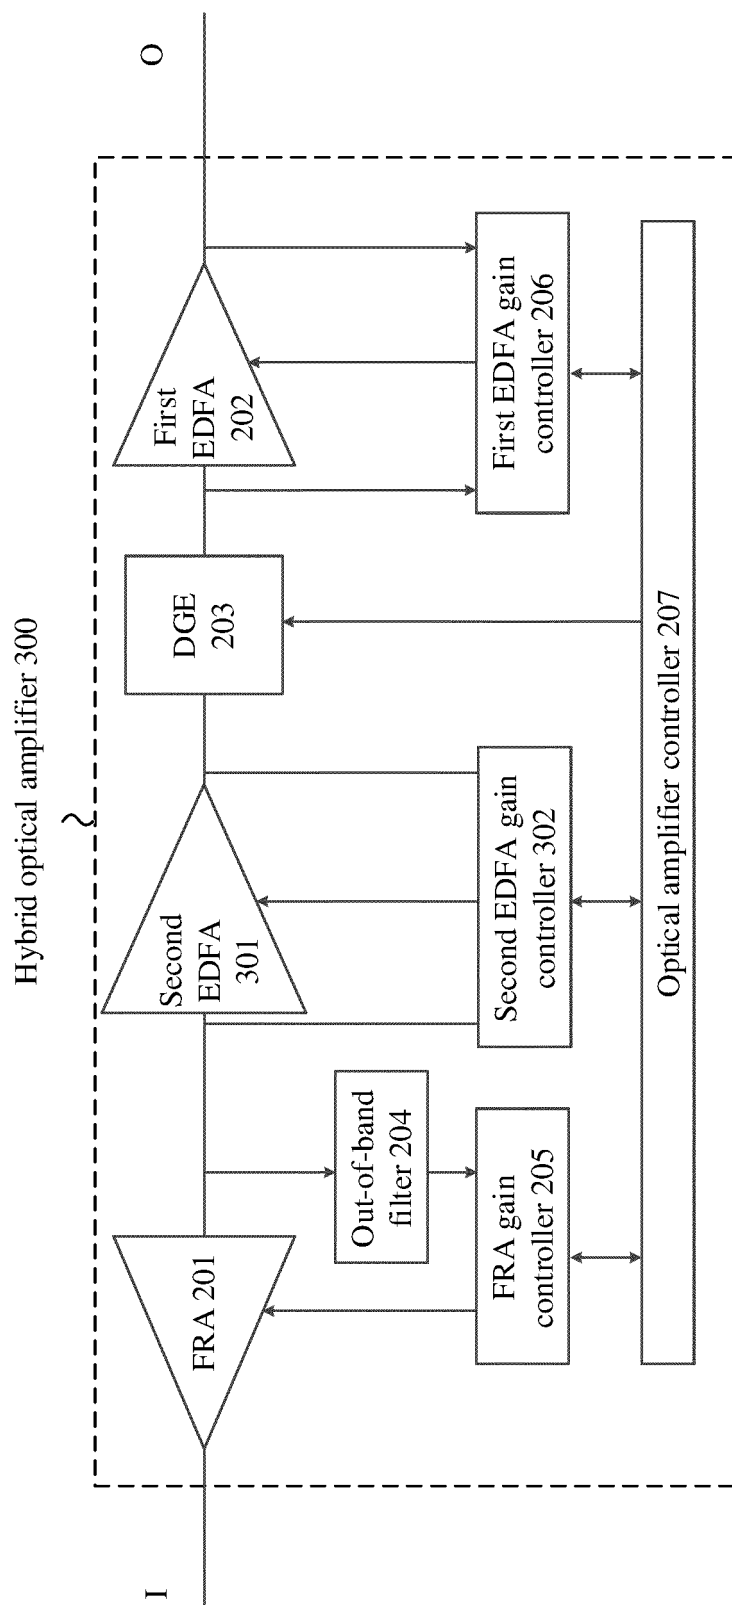 Hybrid optical amplifier 300
I
O
FRA 201
Second
EDFA
301
DGE
203
First
EDFA
202
Out-of-band
filter 204
FRA gain
controller 205
Second EDFA gain
controller 302
First EDFA gain
controller 206
Optical amplifier controller 207